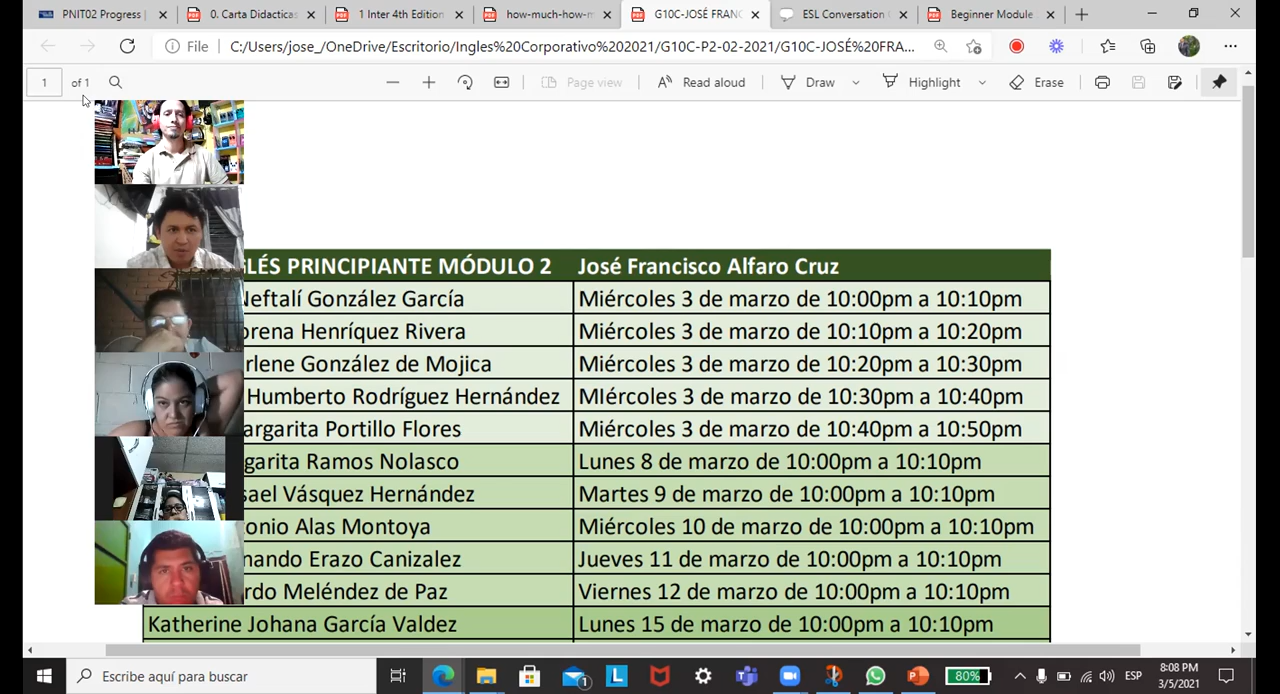 PNIT02 Progress |
0. Carta Didactica
1 Inter 4th Edition
how-much-how-m
G10C-JOSÉ FRANC
ESL Conversation
Beginner Module
File
C:/Users/jose_/OneDrive/Escritorio/Ingles%20Corporativo%202021/G10C-P2-02-2021/G10C-JOSÉ%20FRA...
1 of 1
Page view
Read aloud
Draw
Highlight
Erase
LÉS PRINCIPIANTE MÓDULO 2 José Francisco Alfaro Cruz
Neftalí González García Miércoles 3 de marzo de 10:00pm a 10:10pm
orena Henríquez Rivera Miércoles 3 de marzo de 10:10pm a 10:20pm
rlene González de Mojica Miércoles 3 de marzo de 10:20pm a 10:30pm
Humberto Rodríguez Hernández MIércoles 3 de marzo de 10:30pm a 10:40pm
argarita Portillo Flores Miércoles 3 de marzo de 10:40pm a 10:50pm
garita Ramos Nolasco Lunes 8 de marzo de 10:00pm a 10:10pm
sael Vásquez Hernández Martes 9 de marzo de 10:00pm a 10:10pm
onio Alas Montoya Miércoles 10 de marzo de 10:00pm a 10:10pm
nando Erazo Canizalez Jueves 11 de marzo de 10:00pm a 10:10pm
rdo Meléndez de Paz Viernes 12 de marzo de 10:00pm a 10:10pm
Katherine Johana García Valdez Lunes 15 de marzo de 10:00pm a 10:10pm
Escribe aquí para buscar
80%
ESP
8:08 PM
3/5/2021